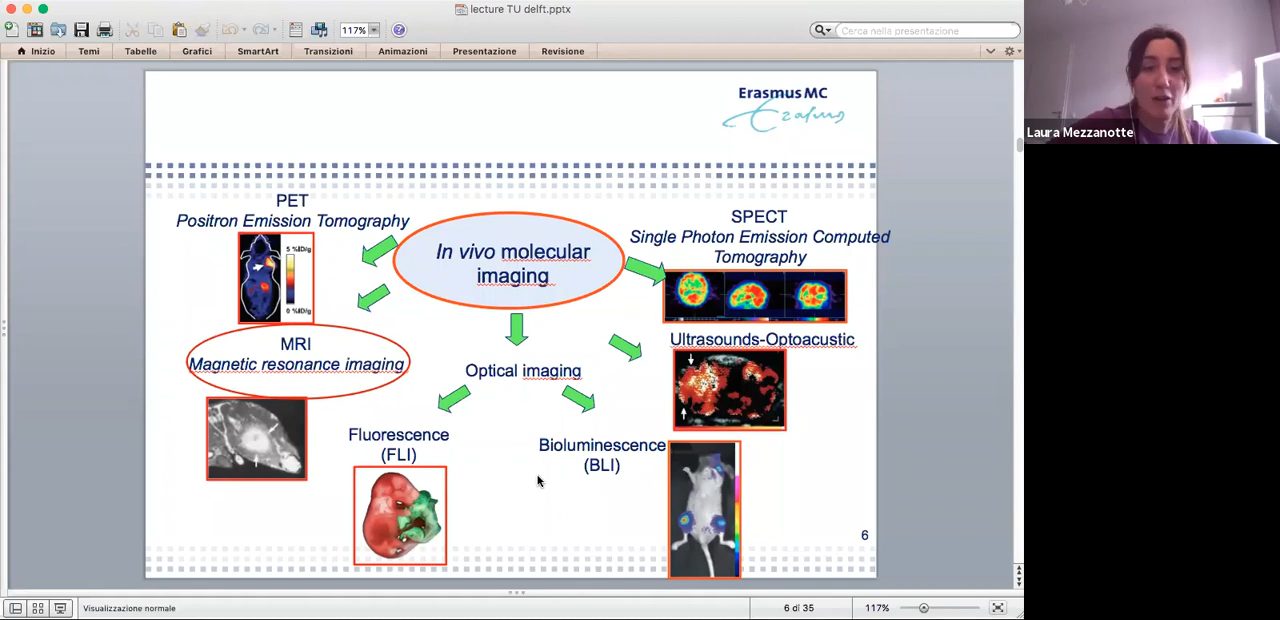 lecture TU delft.pptx
117%
Cerca nella presentazione
Inizio
Temi
Tabelle
Grafici
SmartArt
Transizioni
Animazioni
Presentazione
Revisione
Erasmus MC
Erasmus
PET
Positron Emission Tomography
5 %ID/g
0 %ID/g
In vivo molecular
imaging
SPECT
Single Photon Emission Computed
Tomography
MRI
Magnetic resonance imaging
Ultrasounds-Optoacustic
Optical imaging
Fluorescence
(FLI)
Bioluminescence
(BLI)
6
Visualizzazione normale
6 di 35
117%
Laura Mezzanotte